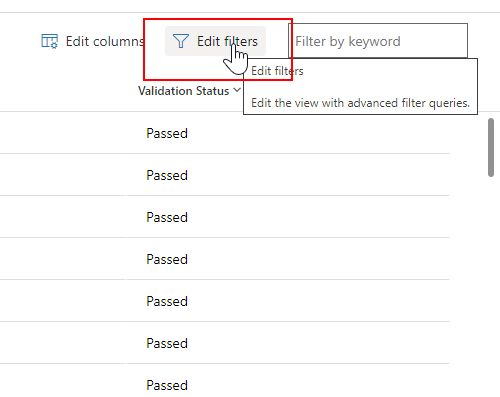 Edit columns
Edit filters
Filter by keyword
Edit filters
Edit the view with advanced filter queries.
Validation Status
Passed
Passed
Passed
Passed
Passed
Passed
Passed